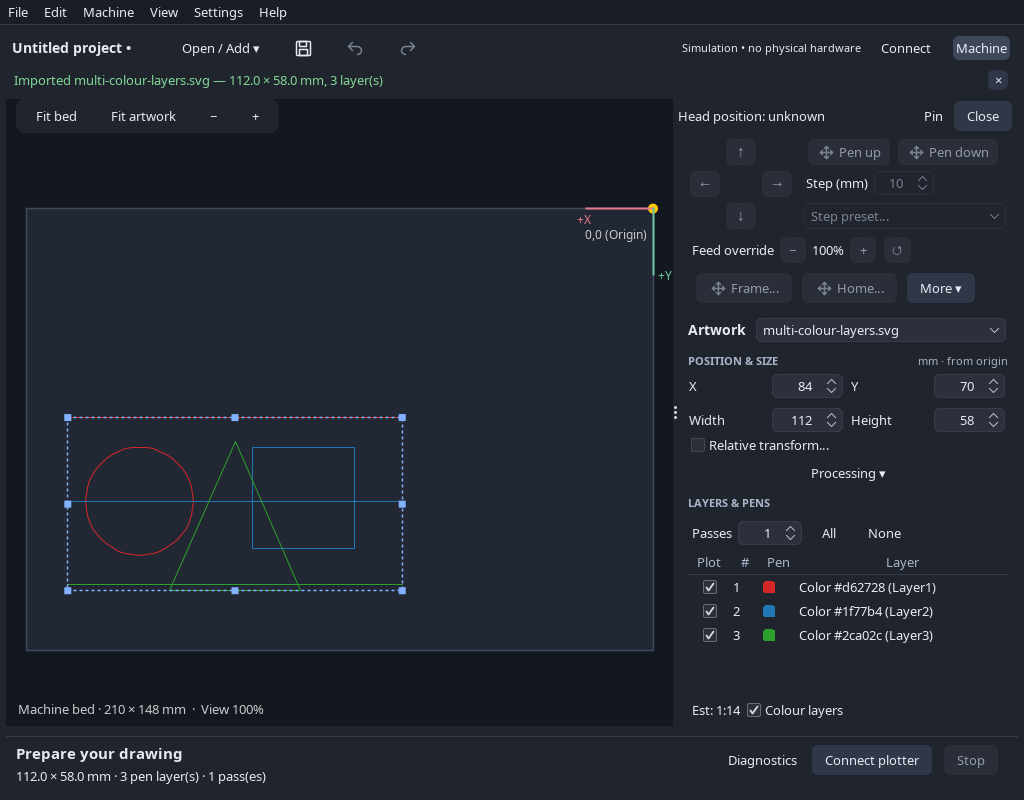 File Edit Machine View Settings Help
Untitled project • Open / Add ▾ Simulation • no physical hardware Connect Machine
Imported multi-colour-layers.svg — 112.0 × 58.0 mm, 3 layer(s) ×
Fit bed Fit artwork − +
Head position: unknown Pin Close
↑ Pen up Pen down
← → Step (mm) 10
↓ Step preset...
+X
0,0 (Origin)
+Y
Feed override − 100% + ↺
Frame... Home... More ▾
Artwork multi-colour-layers.svg
POSITION & SIZE mm · from origin
X 84 Y 70
Width 112 Height 58
Relative transform...
Processing ▾
LAYERS & PENS
Passes 1 All None
Plot # Pen Layer
1 Color #d62728 (Layer1)
2 Color #1f77b4 (Layer2)
3 Color #2ca02c (Layer3)
Machine bed · 210 × 148 mm · View 100%
Est: 1:14 Colour layers
Prepare your drawing
112.0 × 58.0 mm · 3 pen layer(s) · 1 pass(es)
Diagnostics Connect plotter Stop